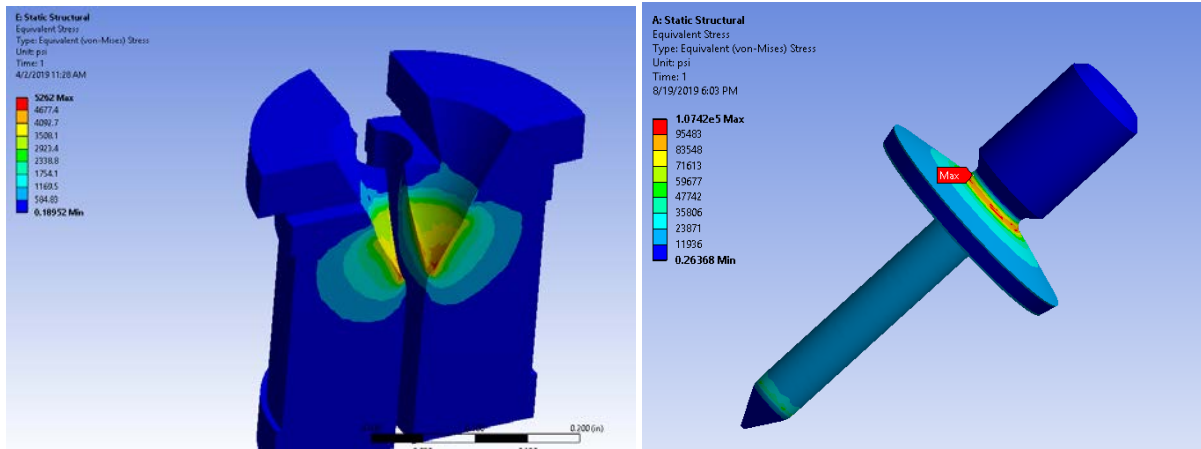 E: Static Structural
Equivalent Stress
Type: Equivalent (von-Mises) Stress
Unit: psi
Time: 1
4/2/2019 11:28 AM
5262 Max
4677.4
4092.7
3508.1
2923.4
2338.8
1754.1
1169.5
584.83
0.18952 Min
0.200 (in)
A: Static Structural
Equivalent Stress
Type: Equivalent (von-Mises) Stress
Unit: psi
Time: 1
8/19/2019 6:03 PM
1.0742e5 Max
95483
83548
71613
59677
47742
35806
23871
11936
0.26368 Min
Max